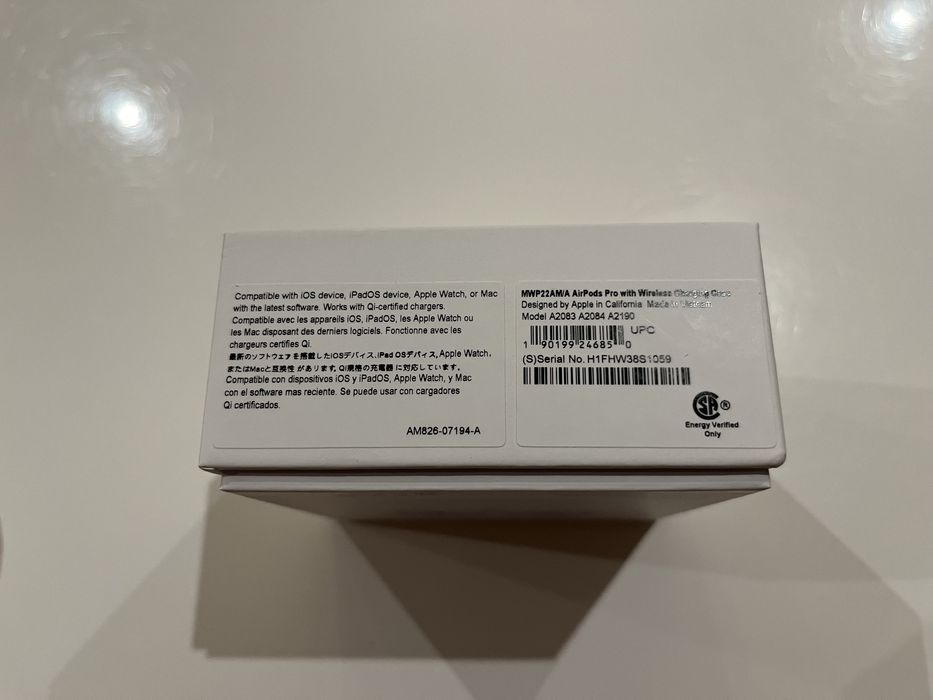 Compatible with iOS device, iPadOS device, Apple Watch, or Mac
with the latest software. Works with Qi-certified chargers.
Compatible avec les appareils iOS, iPadOS, les Apple Watch ou
les Mac disposant des derniers logiciels. Fonctionne avec les
chargeurs certifies Qi.
最新のソフトウェアを搭載したiOSデバイス、iPad OSデバイス, Apple Watch,
またはMacと互換性があります。Qi規格の充電器に対応しています.
Compatible con dispositivos iOS y iPadOS, Apple Watch, y Mac
con el software mas reciente. Se puede usar con cargadores
Qi certificados.
AM826-07194-A
MWP22AM/A AirPods Pro with Wireless Charging Case
Designed by Apple in California Made in Vietnam
Model A2083 A2084 A2190
UPC
1 90199 24685 0
(S)Serial No. H1FHW38S1059
SA ®
Energy Verified
Only